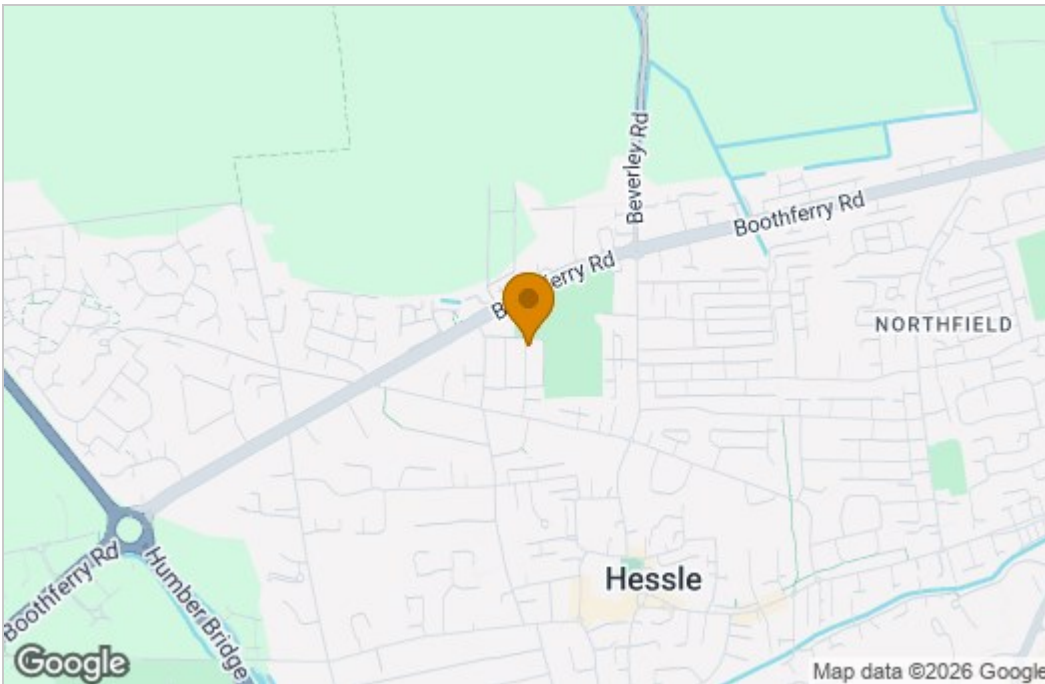 Beverley Rd
Boothferry Rd
Boothferry Rd
NORTHFIELD
Boothferry Rd
Humber Bridge
Hessle
Google
Map data ©2026 Google